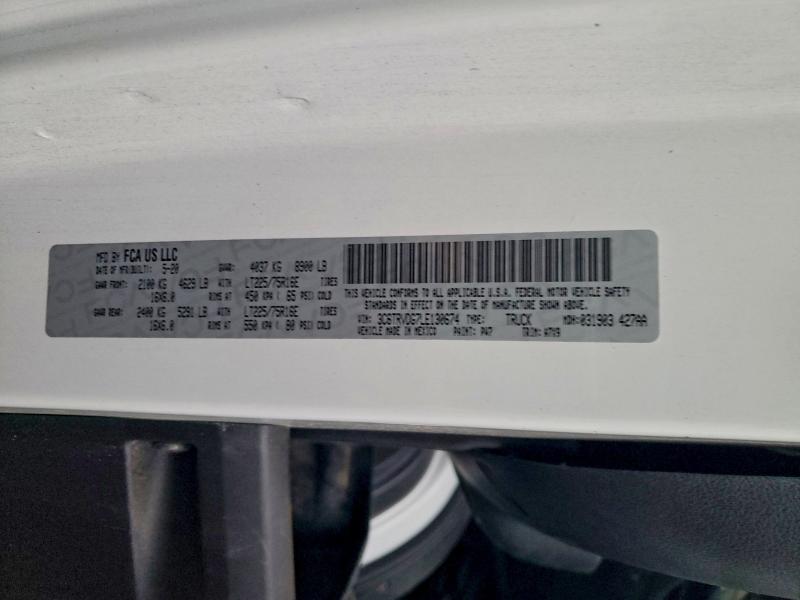 MFD BY FCA US LLC
DATE OF MFR(BUILT): 5-20 GVWR: 4037 KG 8900 LB
GAWR FRONT: 2100 KG 4629 LB WITH LT225/75R16E TIRES
16X6.0 RIMS AT 450 KPA ( 65 PSI) COLD
GAWR REAR: 2400 KG 5291 LB WITH LT225/75R16E TIRES
16X6.0 RIMS AT 550 KPA ( 80 PSI) COLD
THIS VEHICLE CONFORMS TO ALL APPLICABLE U.S.A. FEDERAL MOTOR VEHICLE SAFETY
STANDARDS IN EFFECT ON THE DATE OF MANUFACTURE SHOWN ABOVE.
VIN: 3C6TRVDG7LE130674 TYPE: TRUCK MDH:031903 427AA
VEHICLE MADE IN MEXICO PAINT: PW7 TRIM: